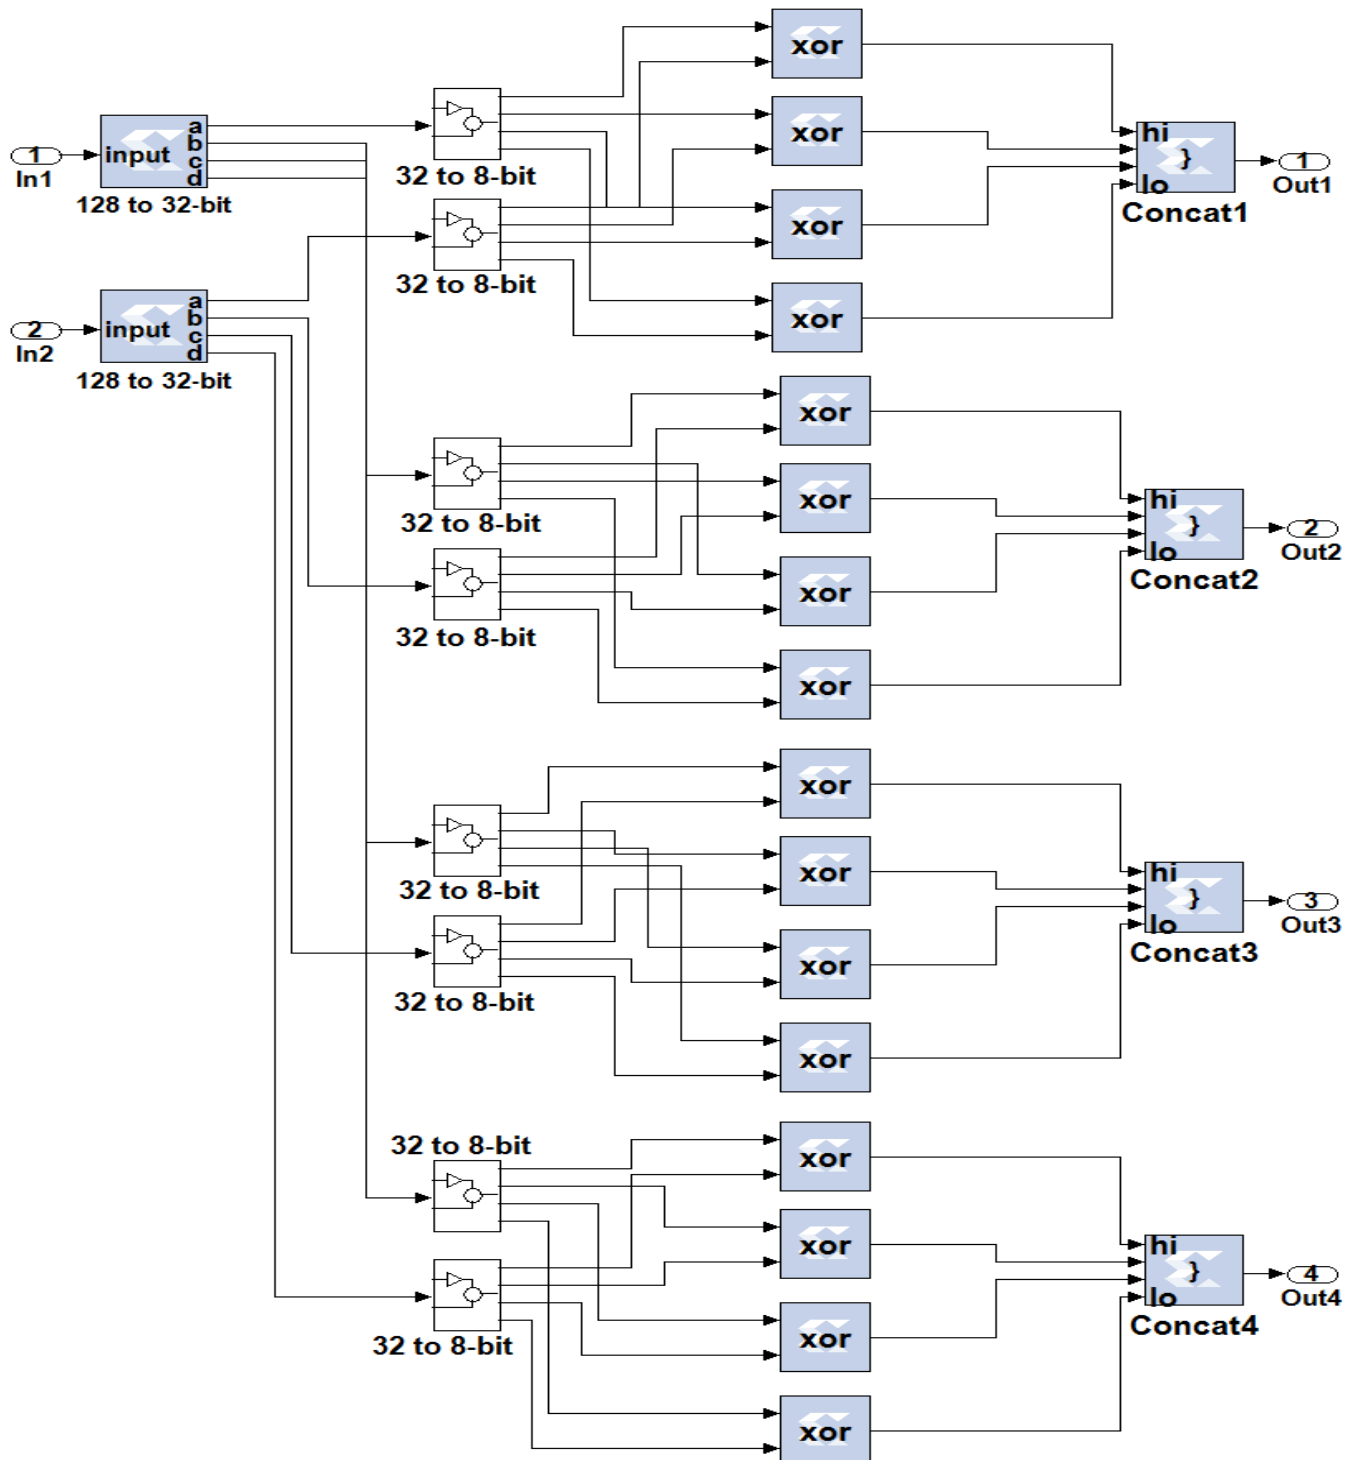 xor
a
1
input
b
c
d
In1
128 to 32-bit
32 to 8-bit
xor
hi
}
lo
1
Out1
Concat1
xor
32 to 8-bit
a
2
input
b
c
d
In2
128 to 32-bit
xor
xor
32 to 8-bit
xor
hi
}
lo
2
Out2
Concat2
xor
32 to 8-bit
xor
xor
32 to 8-bit
xor
hi
}
lo
3
Out3
Concat3
xor
32 to 8-bit
xor
32 to 8-bit
xor
xor
hi
}
lo
4
Out4
Concat4
32 to 8-bit
xor
xor